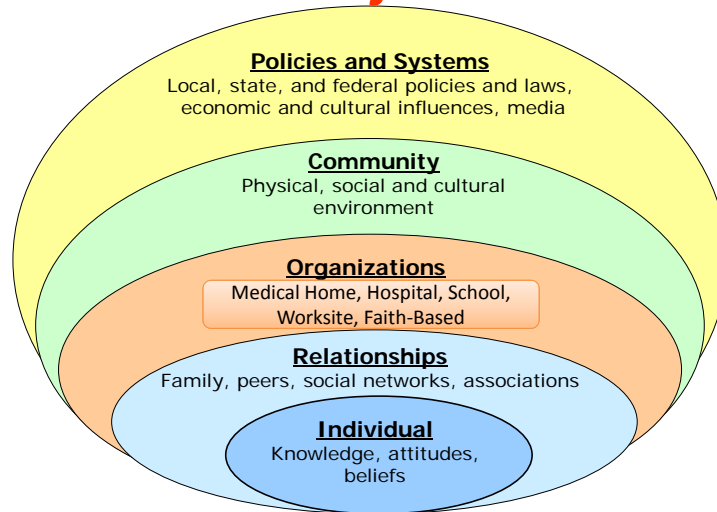 Policies and Systems
Local, state, and federal policies and laws,
economic and cultural influences, media
Community
Physical, social and cultural
environment
Organizations
Medical Home, Hospital, School,
Worksite, Faith-Based
Relationships
Family, peers, social networks, associations
Individual
Knowledge, attitudes,
beliefs